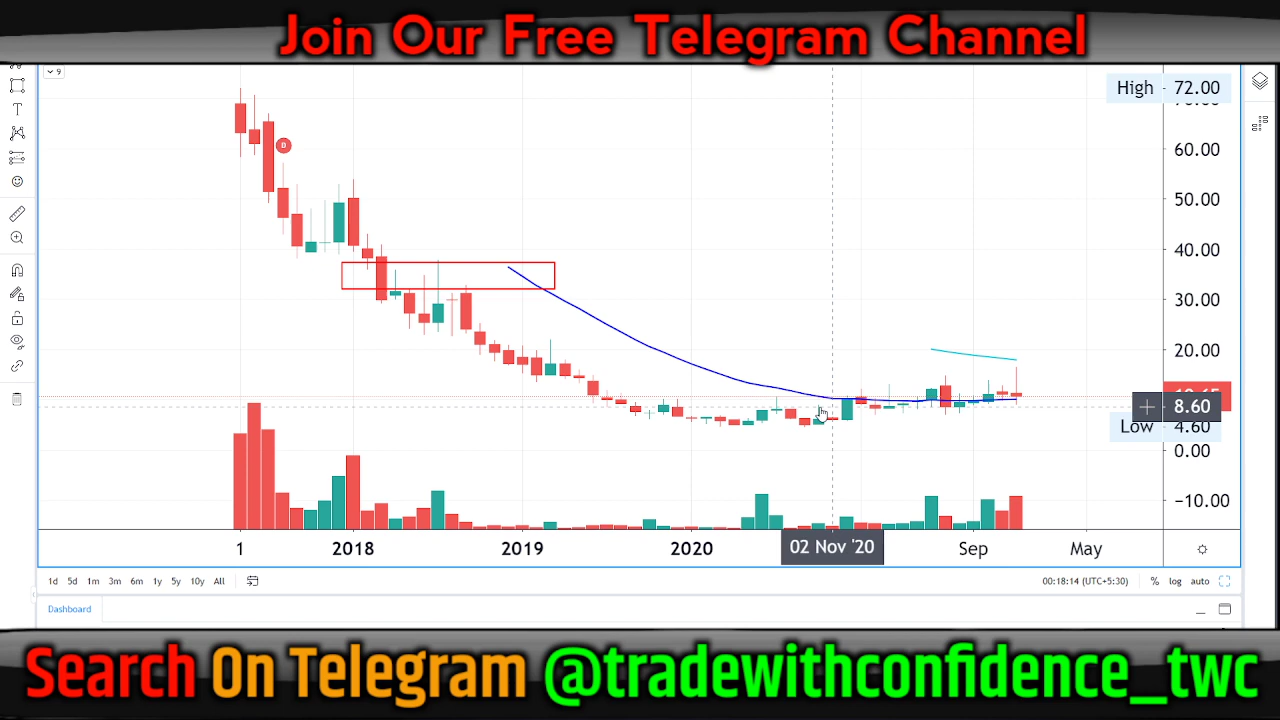 Join Our Free Telegram Channel
9
High 72.00
D
60.00
50.00
40.00
30.00
20.00
8.60
Low 4.60
0.00
−10.00
1 2018 2019 2020 02 Nov '20 Sep May
1d 5d 1m 3m 6m 1y 5y 10y All 00:18:14 (UTC+5:30) % log auto
Dashboard
Search On Telegram @tradewithconfidence_twc